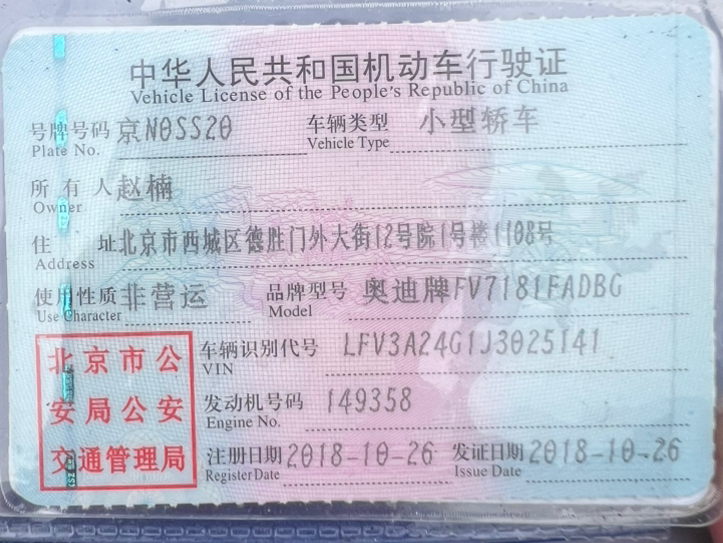 中华人民共和国机动车行驶证
Vehicle License of the People's Republic of China
号牌号码 京N0SS20 车辆类型 小型轿车
Plate No. Vehicle Type
所有人 赵楠
Owner
住址 北京市西城区德胜门外大街12号院1号楼1108号
Address
使用性质 非营运 品牌型号 奥迪牌FV7181FADBG
Use Character Model
车辆识别代号 LFV3A24G1J3025141
VIN
发动机号码 149358
Engine No.
注册日期 2018-10-26 发证日期 2018-10-26
Register Date Issue Date
北京市公
安局公安
交通管理局